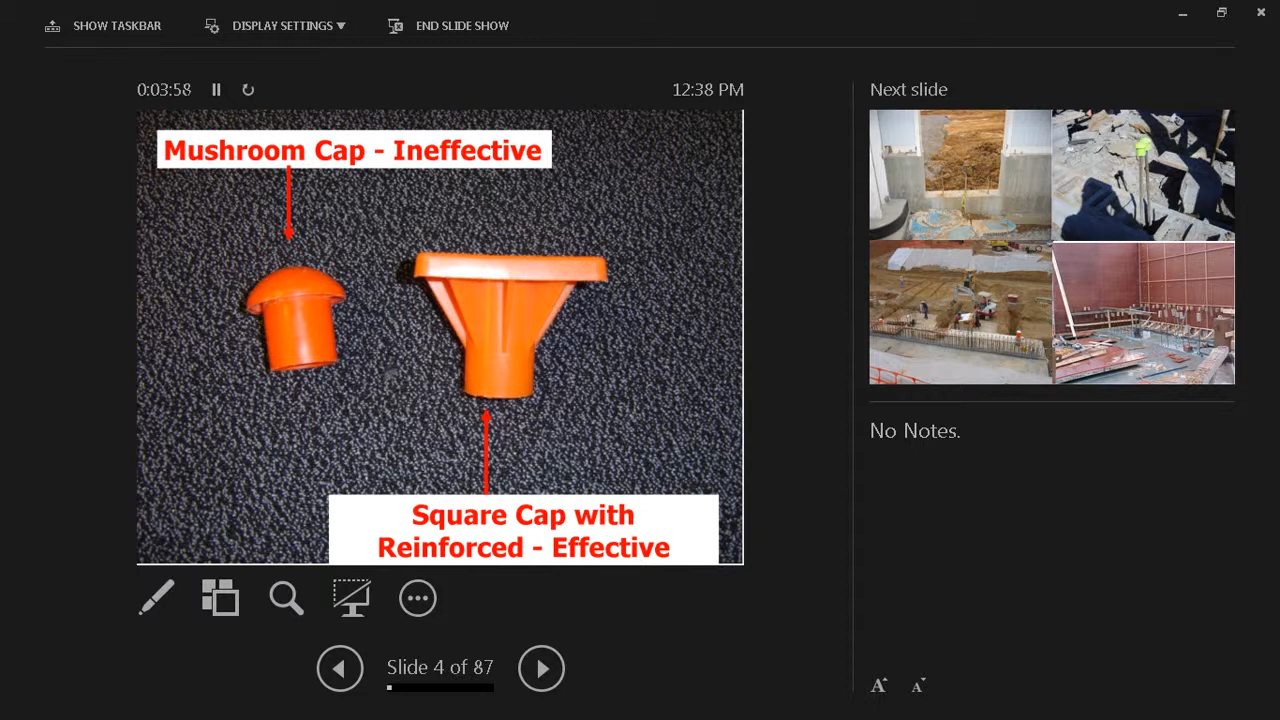 SHOW TASKBAR
DISPLAY SETTINGS
END SLIDE SHOW
0:03:58
12:38 PM
Next slide
Mushroom Cap - Ineffective
Square Cap with
Reinforced - Effective
No Notes.
Slide 4 of 87
A A